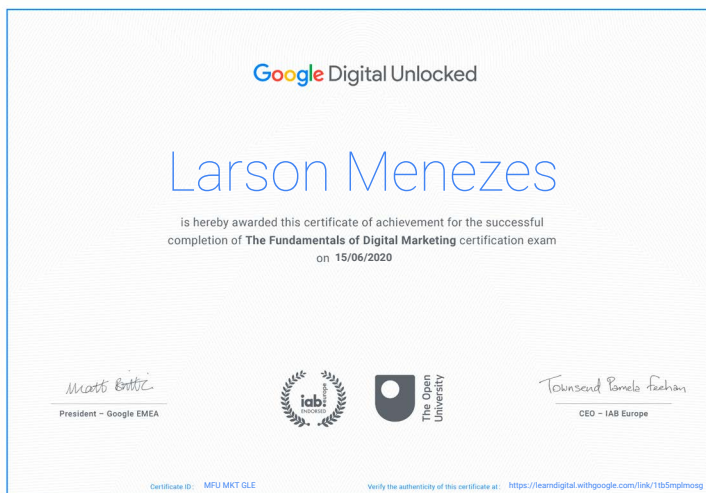 Google Digital Unlocked
Larson Menezes
is hereby awarded this certificate of achievement for the successful
completion of The Fundamentals of Digital Marketing certification exam
on 15/06/2020
Matt Brittin
President – Google EMEA
iab: europe
ENDORSED
The Open
University
Townsend Pamela Feehan
CEO – IAB Europe
Certificate ID : MFU MKT GLE
Verify the authenticity of this certificate at : https://learndigital.withgoogle.com/link/1tb5mplmosg